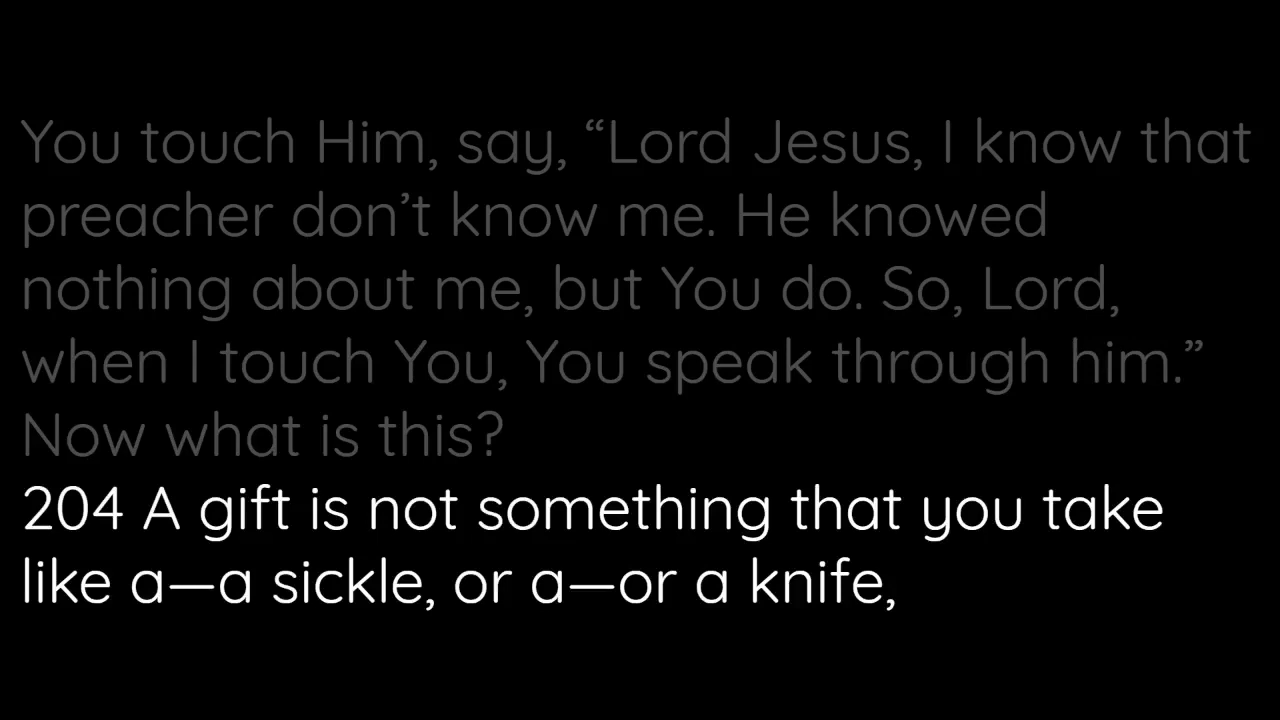 You touch Him, say, “Lord Jesus, I know that
preacher don’t know me. He knowed
nothing about me, but You do. So, Lord,
when I touch You, You speak through him.”
Now what is this?
204 A gift is not something that you take
like a—a sickle, or a—or a knife,